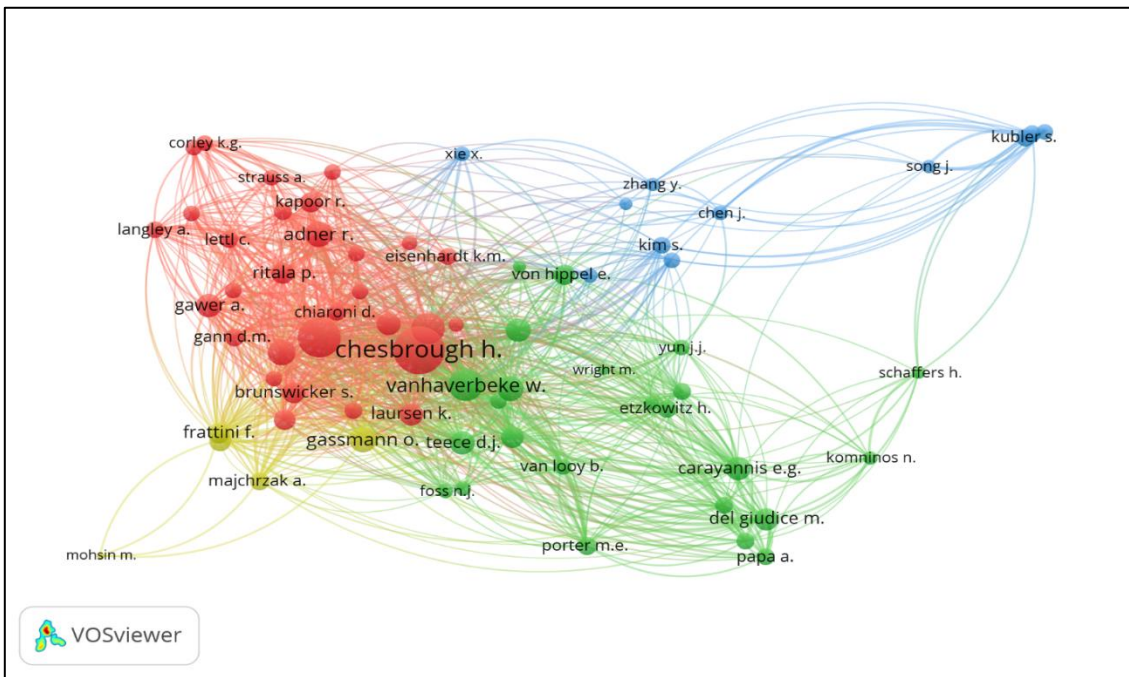 corley k.g.
xie x.
kubler s.
song j.
strauss a.
zhang y.
kapoor r.
chen j.
langley a.
lettl c.
adner r.
kim s.
eisenhardt k.m.
ritala p.
von hippel e.
gawer a.
chiaroni d.
gann d.m.
chesbrough h.
yun j.j.
wright m.
schaffers h.
vanhaverbeke w.
brunswicker s.
etzkowitz h.
laursen k.
frattini f.
gassmann o.
teece d.j.
komninos n.
van looy b.
carayannis e.g.
majchrzak a.
foss n.j.
del giudice m.
porter m.e.
mohsin m.
papa a.
VOSviewer